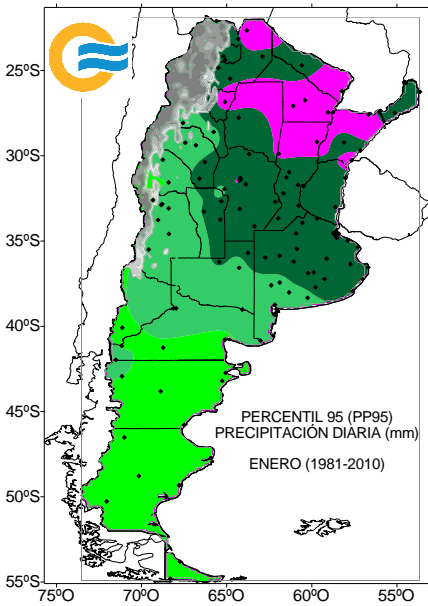 25ºS
30ºS
35ºS
40ºS
45ºS
50ºS
55ºS
PERCENTIL 95 (PP95)
PRECIPITACIÓN DIARIA (mm)
ENERO (1981-2010)
75ºO
70ºO
65ºO
60ºO
55ºO